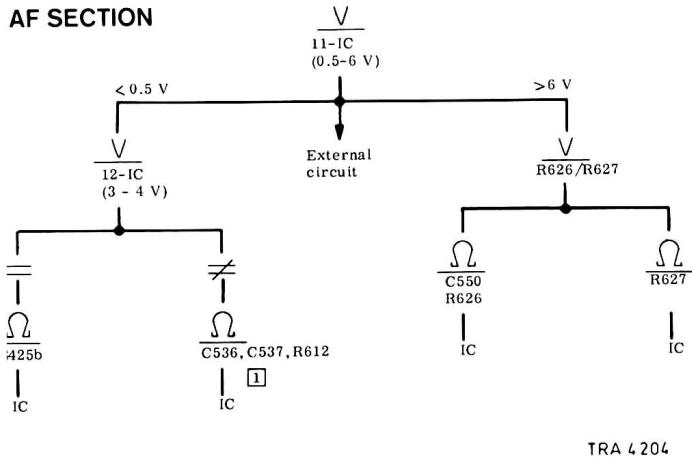 AF SECTION
V
11-IC
(0.5-6 V)
<0.5 V
>6 V
External
circuit
V
12-IC
(3 - 4 V)
V
R626/R627
=
≠
Ω
425b
IC
Ω
C536, C537, R612
1
IC
Ω
C550
R626
IC
Ω
R627
IC
TRA 4204